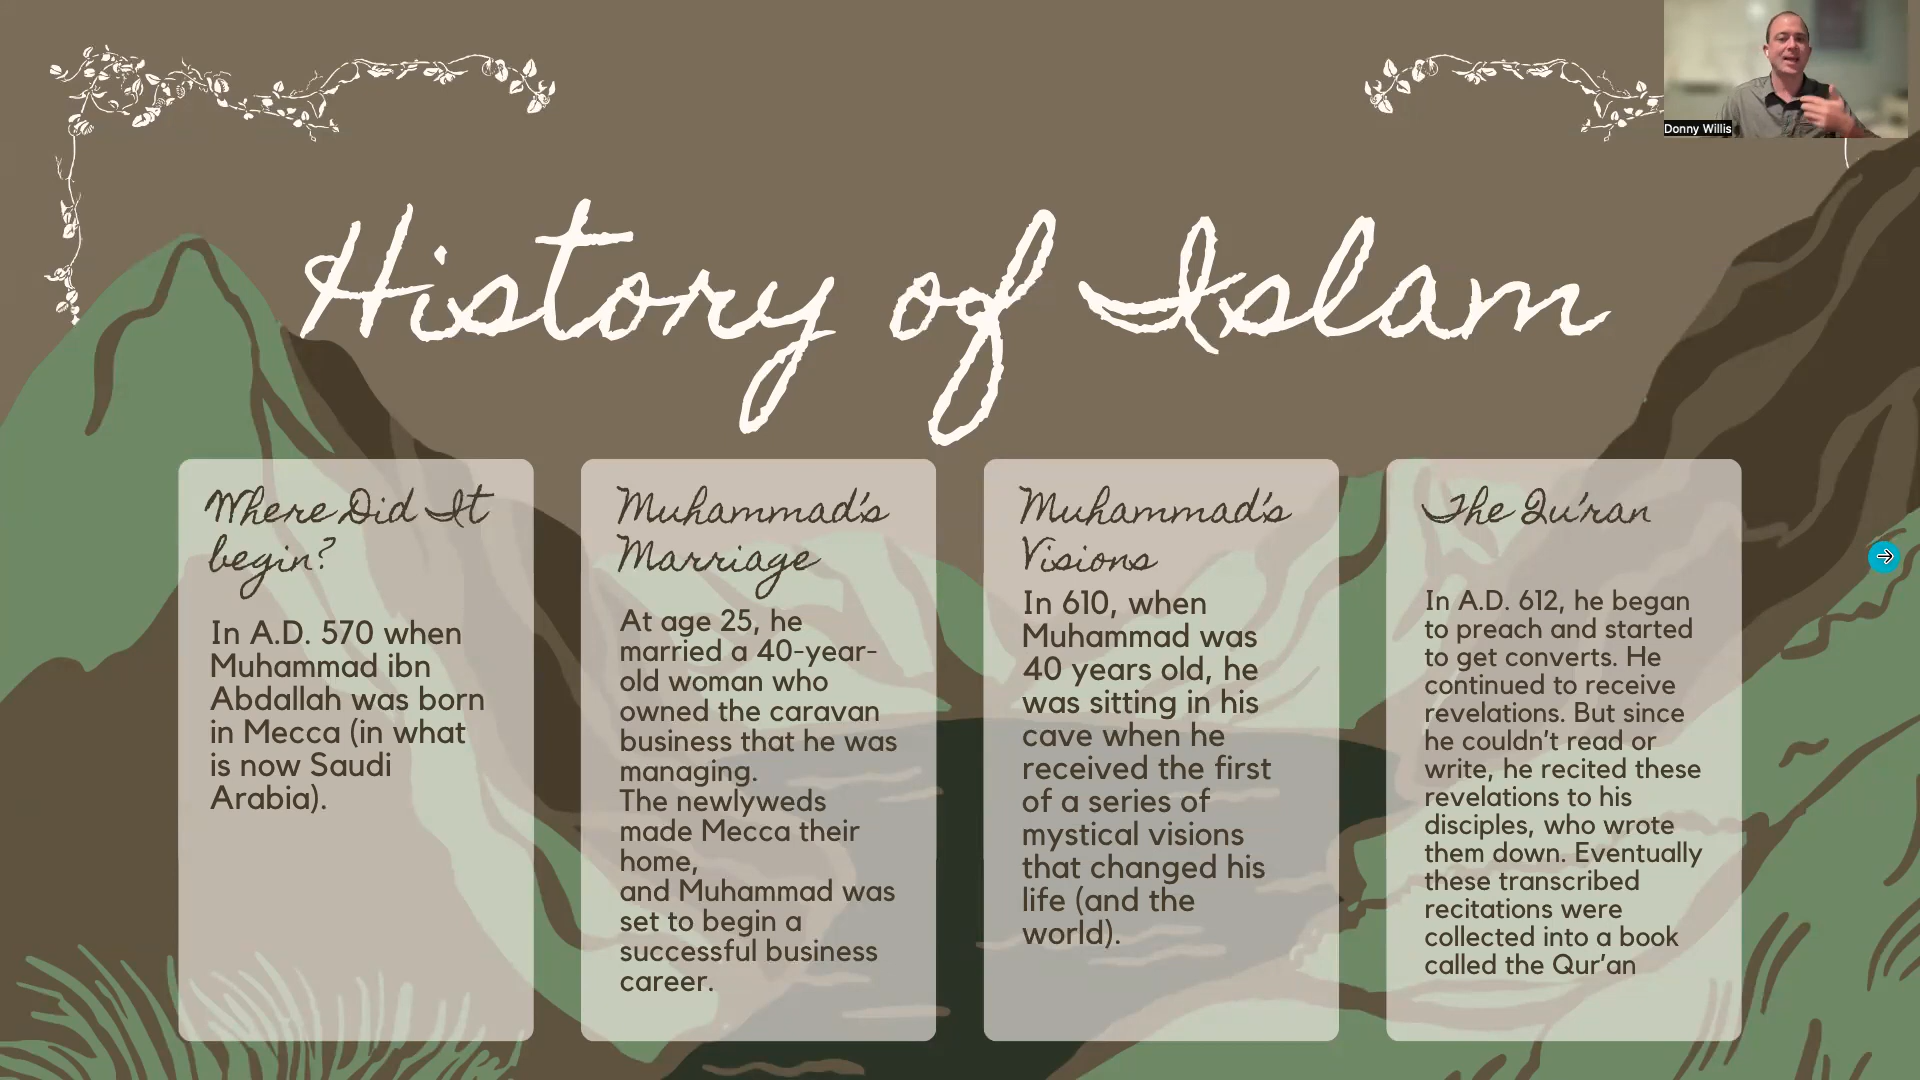 Donny Willis
History of Islam
Where Did It
begin?
In A.D. 570 when
Muhammad ibn
Abdallah was born
in Mecca (in what
is now Saudi
Arabia).
Muhammad's
Marriage
At age 25, he
married a 40-year-
old woman who
owned the caravan
business that he was
managing.
The newlyweds
made Mecca their
home,
and Muhammad was
set to begin a
successful business
career.
Muhammad's
Visions
In 610, when
Muhammad was
40 years old, he
was sitting in his
cave when he
received the first
of a series of
mystical visions
that changed his
life (and the
world).
The Qu'ran
In A.D. 612, he began
to preach and started
to get converts. He
continued to receive
revelations. But since
he couldn't read or
write, he recited these
revelations to his
disciples, who wrote
them down. Eventually
these transcribed
recitations were
collected into a book
called the Qur'an